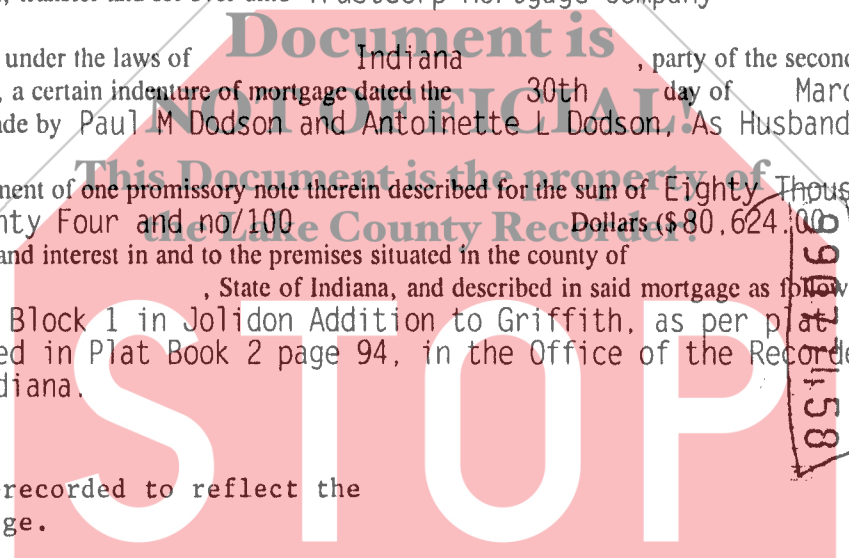 transfer and set over unto Trustcorp Mortgage Company
under the laws of Indiana , party of the second
, a certain indenture of mortgage dated the 30th day of Marc
de by Paul M Dodson and Antoinette L Dodson, As Husband
ment of one promissory note therein described for the sum of Eighty Thous
nty Four and no/100 Dollars ($80,624.00
and interest in and to the premises situated in the county of
, State of Indiana, and described in said mortgage as follow
Block 1 in Jolidon Addition to Griffith, as per plat
ed in Plat Book 2 page 94, in the Office of the Recorde
diana.
recorded to reflect the
ge.
Document is
NOT OFFICIAL!
This Document is the property of
the Lake County Recorder!
STOP